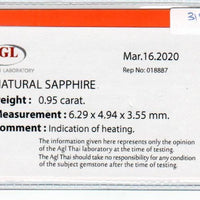 GL
LABORATORY
Mar.16.2020
Rep No: 018887
NATURAL SAPPHIRE
eight : 0.95 carat.
Measurement : 6.29 x 4.94 x 3.55 mm.
omment : Indication of heating.
The information given here represents only the opinion of
the Agl Thai laboratory at the time of testing.
The Agl Thai should take no responsibility for any condition
of the subject gemstone after the time of testing.